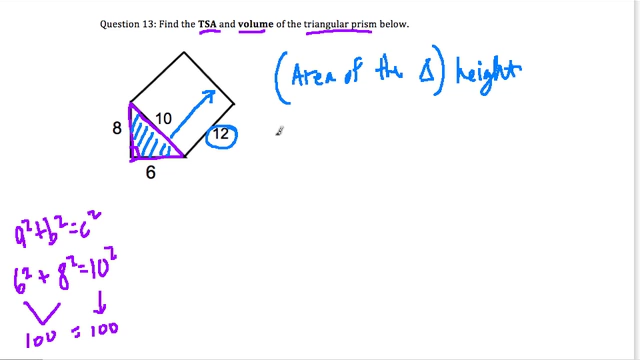 Question 13: Find the TSA and volume of the triangular prism below.
(Area of the Δ) height
10
8
12
6
a²+b²=c²
6²+8²=10²
100 = 100